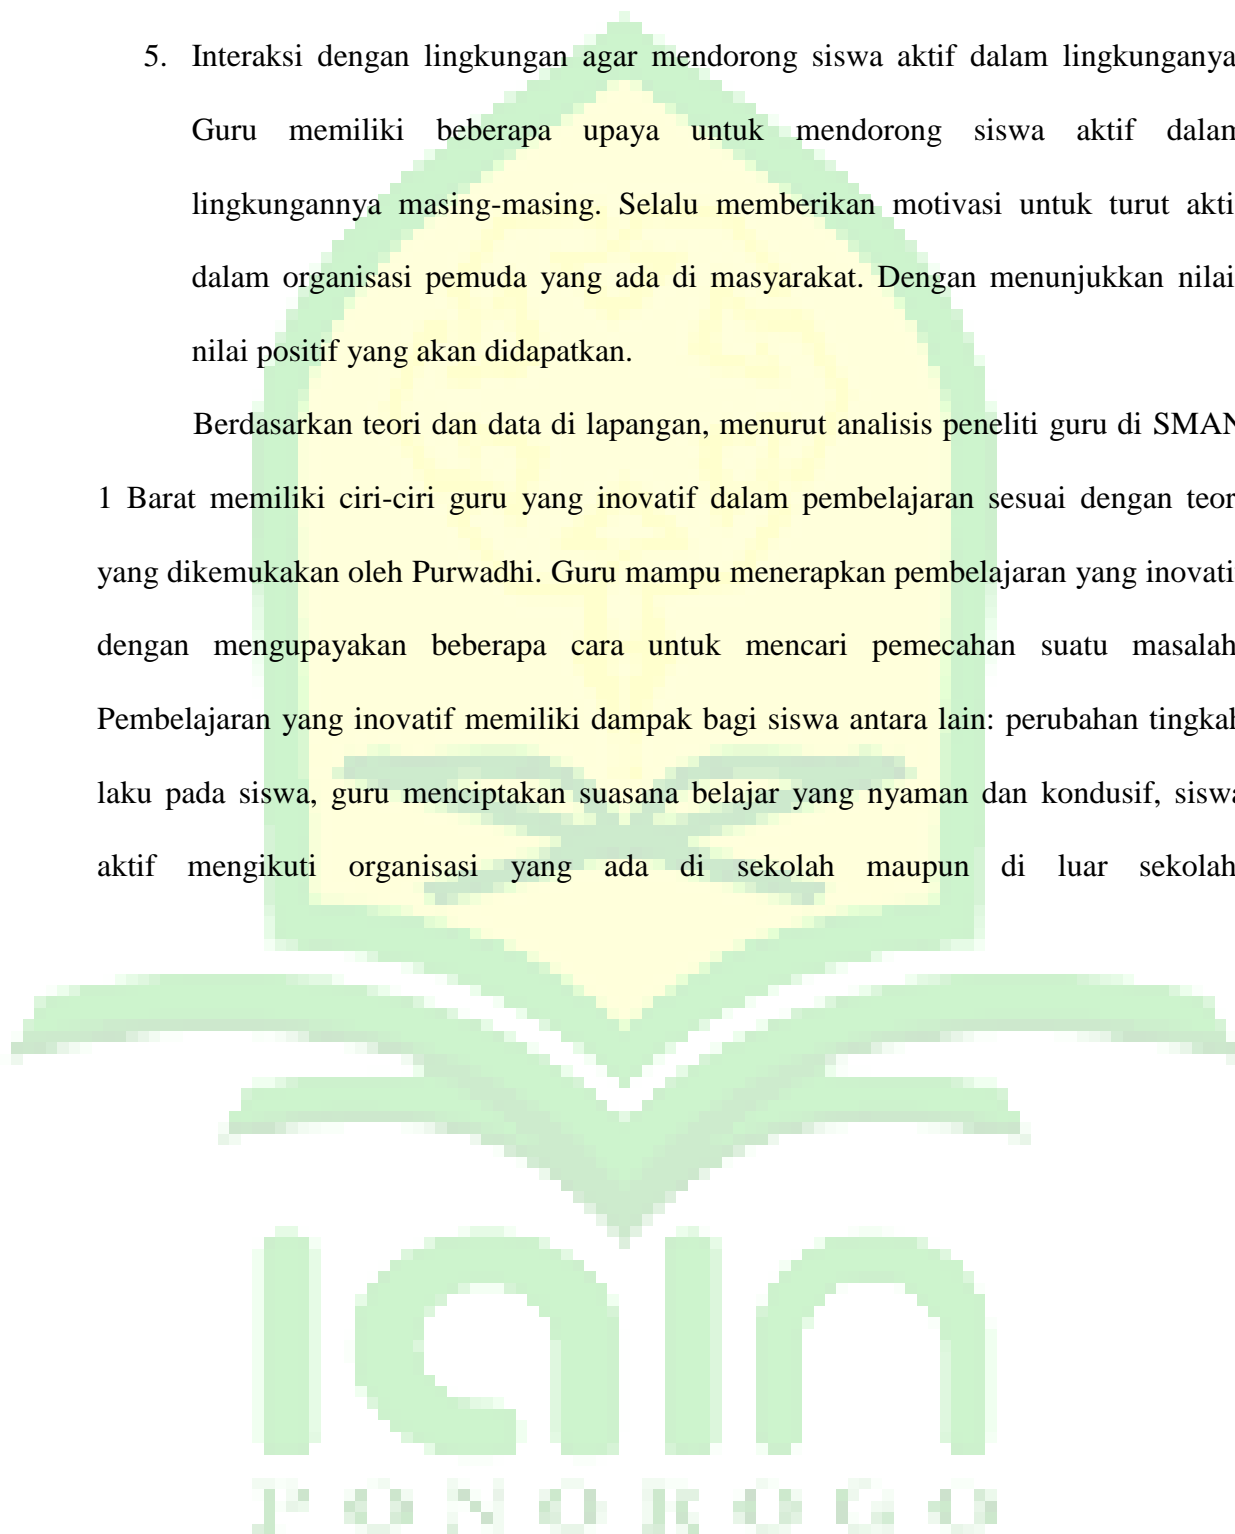 5. Interaksi dengan lingkungan agar mendorong siswa aktif dalam lingkunganya
Guru memiliki beberapa upaya untuk mendorong siswa aktif dalam
lingkungannya masing-masing. Selalu memberikan motivasi untuk turut akti
dalam organisasi pemuda yang ada di masyarakat. Dengan menunjukkan nilai
nilai positif yang akan didapatkan.
Berdasarkan teori dan data di lapangan, menurut analisis peneliti guru di SMAN
1 Barat memiliki ciri-ciri guru yang inovatif dalam pembelajaran sesuai dengan teor
yang dikemukakan oleh Purwadhi. Guru mampu menerapkan pembelajaran yang inovati
dengan mengupayakan beberapa cara untuk mencari pemecahan suatu masalah
Pembelajaran yang inovatif memiliki dampak bagi siswa antara lain: perubahan tingkah
laku pada siswa, guru menciptakan suasana belajar yang nyaman dan kondusif, siswa
aktif mengikuti organisasi yang ada di sekolah maupun di luar sekolah
IAIN
PONOROGO